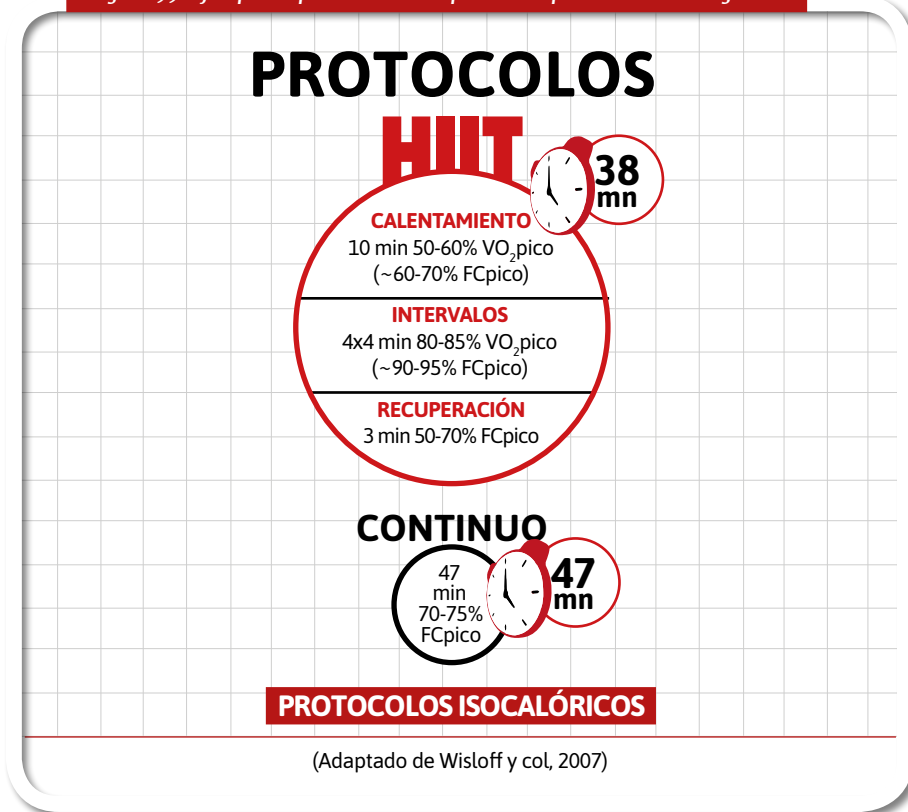 PROTOCOLOS
HIIT
38
mn
CALENTAMIENTO
10 min 50-60% VO₂pico
(~60-70% FCpico)
INTERVALOS
4x4 min 80-85% VO₂pico
(~90-95% FCpico)
RECUPERACIÓN
3 min 50-70% FCpico
CONTINUO
47
min
70-75%
FCpico
47
mn
PROTOCOLOS ISOCALÓRICOS
(Adaptado de Wisloff y col, 2007)